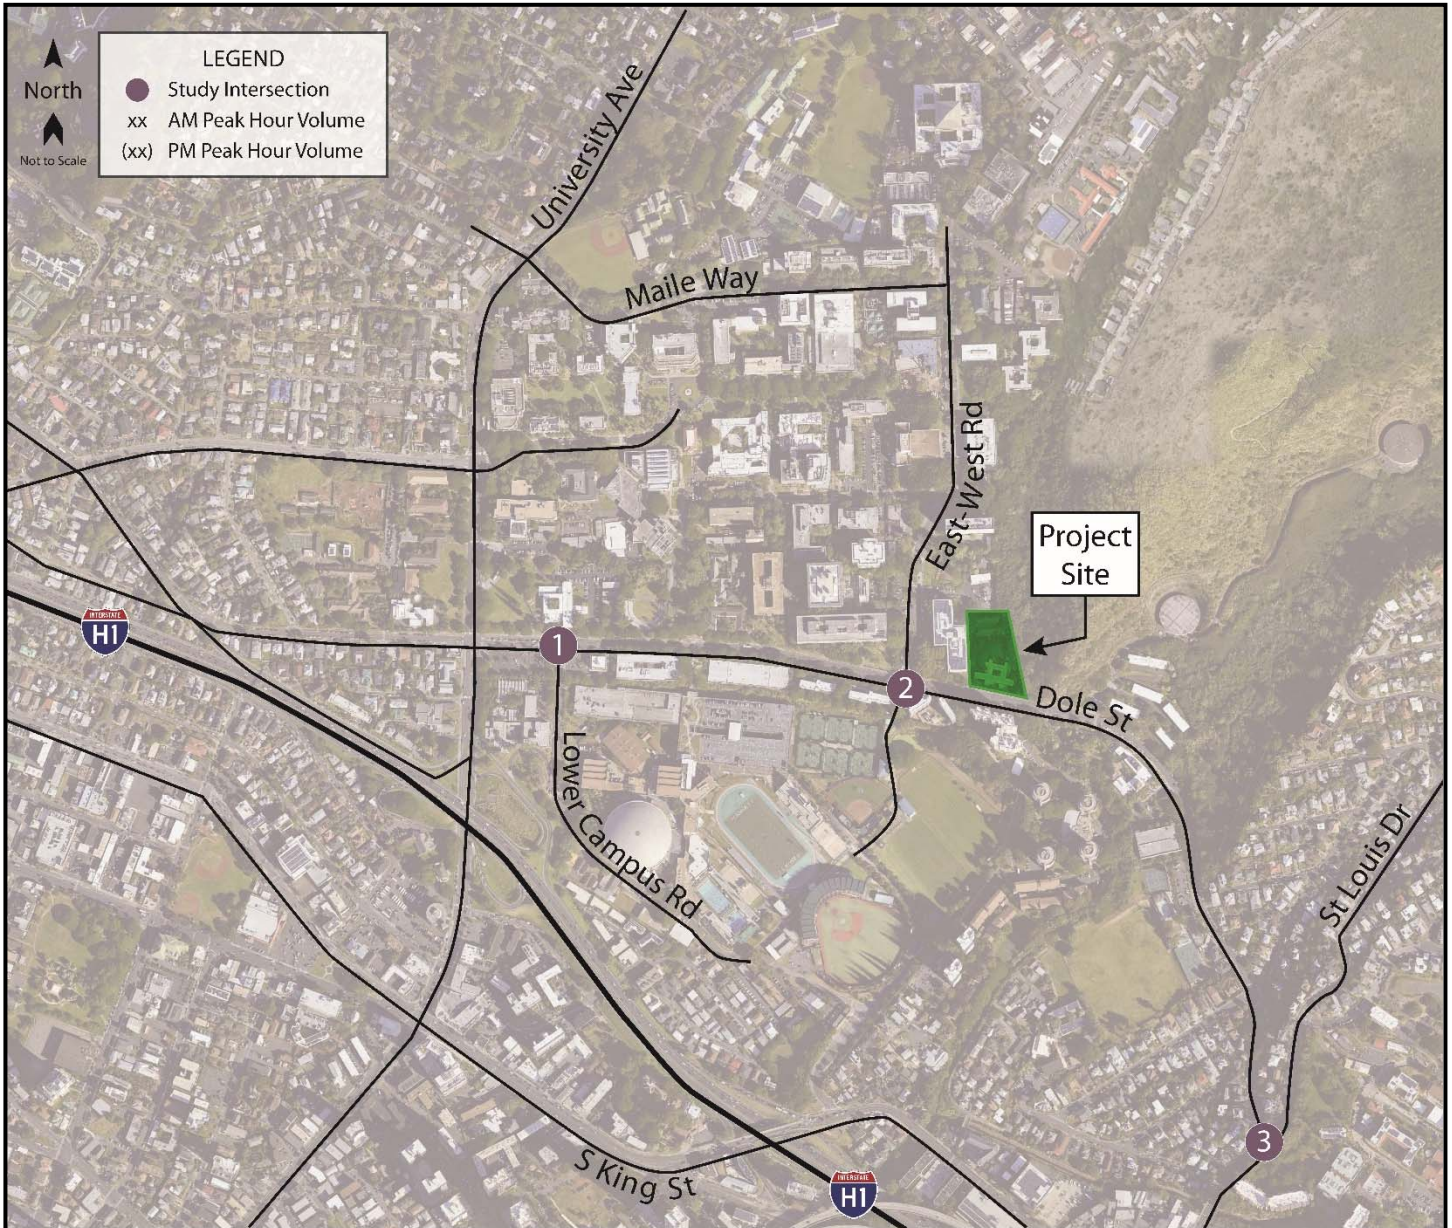 North
Not to Scale
LEGEND
Study Intersection
xx AM Peak Hour Volume
(xx) PM Peak Hour Volume
University Ave
Maile Way
East-West Rd
Project
Site
INTERSTATE
H1
1
2
Dole St
Lower Campus Rd
St Louis Dr
3
S King St
INTERSTATE
H1